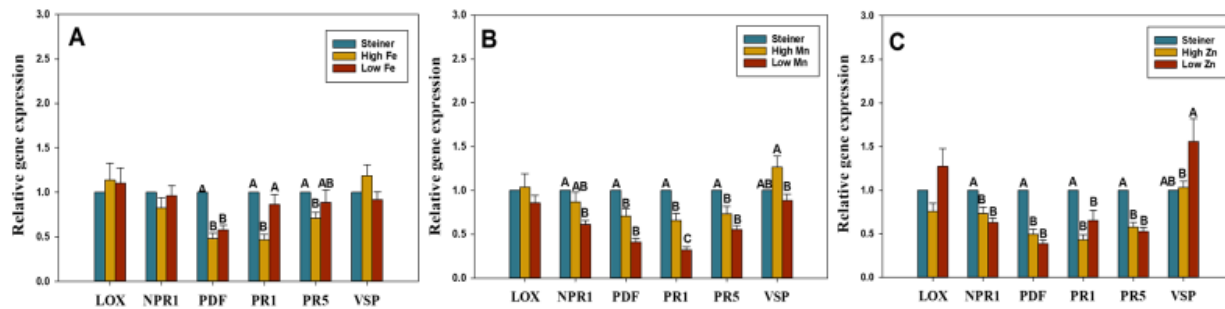 A
Steiner
High Fe
Low Fe
Relative gene expression
3.0
2.5
2.0
1.5
1.0
0.5
0.0
A B B
A B A
A B AB
LOX NPR1 PDF PR1 PR5 VSP
B
Steiner
High Mn
Low Mn
Relative gene expression
3.0
2.5
2.0
1.5
1.0
0.5
0.0
A AB B
A B B
A B C
A B B
AB A B
LOX NPR1 PDF PR1 PR5 VSP
C
Steiner
High Zn
Low Zn
Relative gene expression
3.0
2.5
2.0
1.5
1.0
0.5
0.0
A B B
A B B
A B B
A B B
AB B A
LOX NPR1 PDF PR1 PR5 VSP